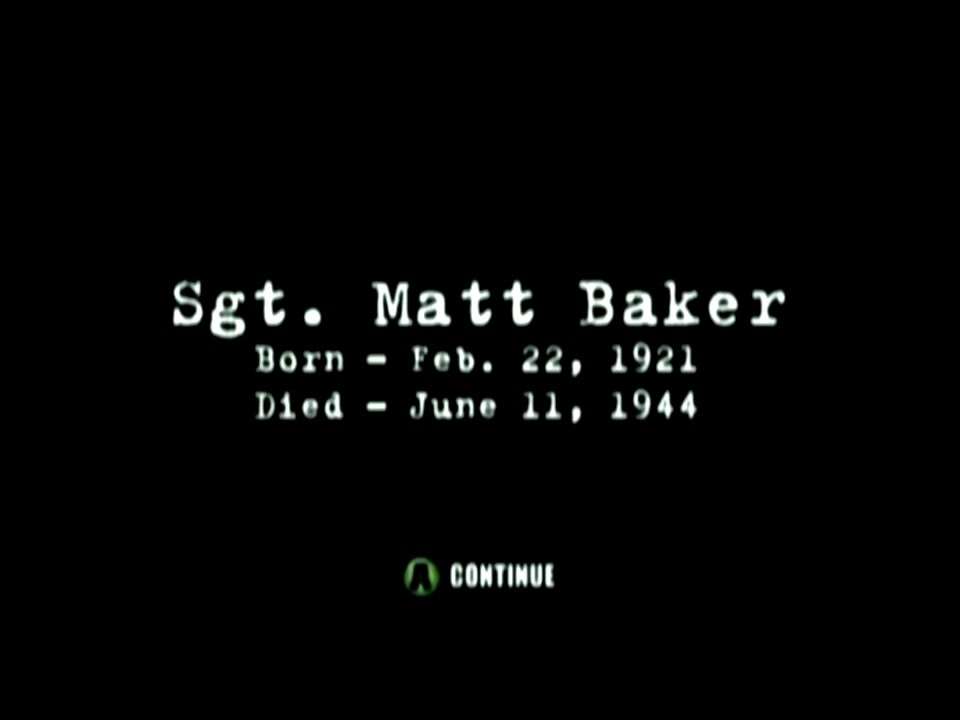 Sgt. Matt Baker
Born - Feb. 22, 1921
Died - June 11, 1944
A CONTINUE